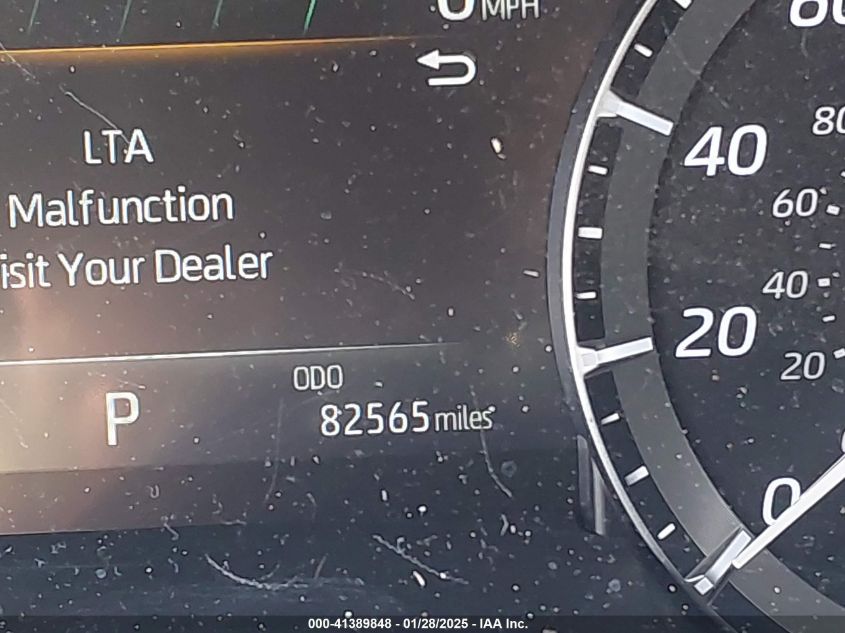 0 MPH
LTA
Malfunction
isit Your Dealer
ODO
P
82565 miles
40
80
60
40
20
20
0
000-41389848 - 01/28/2025 - IAA Inc.